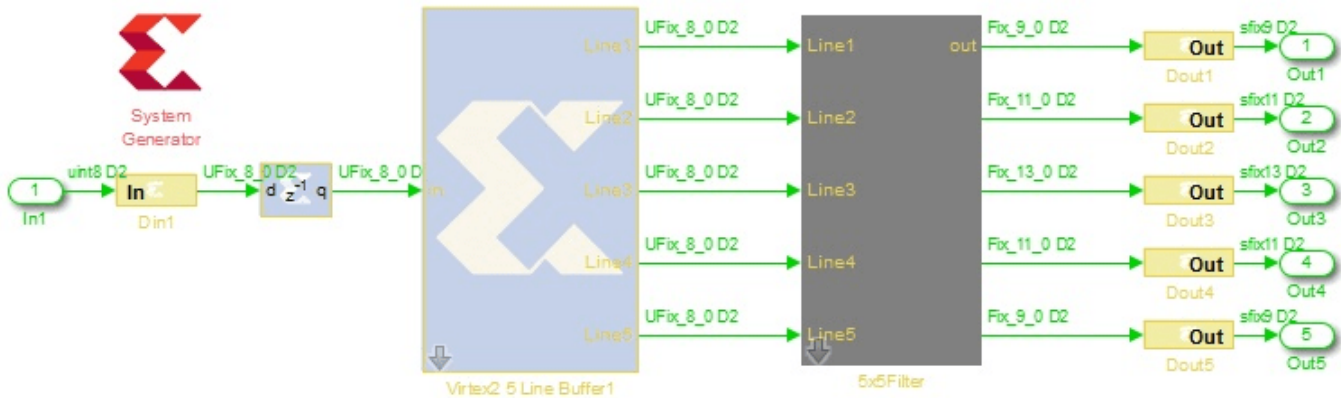 System
Generator
1
In1
uint8 D2
In
Din1
UFix_8_0 D2
d z-1 q
UFix_8_0 D
in
Line1
Line2
Line3
Line4
Line5
Virtex2 5 Line Buffer1
UFix_8_0 D2
UFix_8_0 D2
UFix_8_0 D2
UFix_8_0 D2
UFix_8_0 D2
Line1
Line2
Line3
Line4
Line5
out
5x5Filter
Fix_9_0 D2
Out
Dout1
sfix9 D2
1
Out1
Fix_11_0 D2
Out
Dout2
sfix11 D2
2
Out2
Fix_13_0 D2
Out
Dout3
sfix13 D2
3
Out3
Fix_11_0 D2
Out
Dout4
sfix11 D2
4
Out4
Fix_9_0 D2
Out
Dout5
sfix9 D2
5
Out5